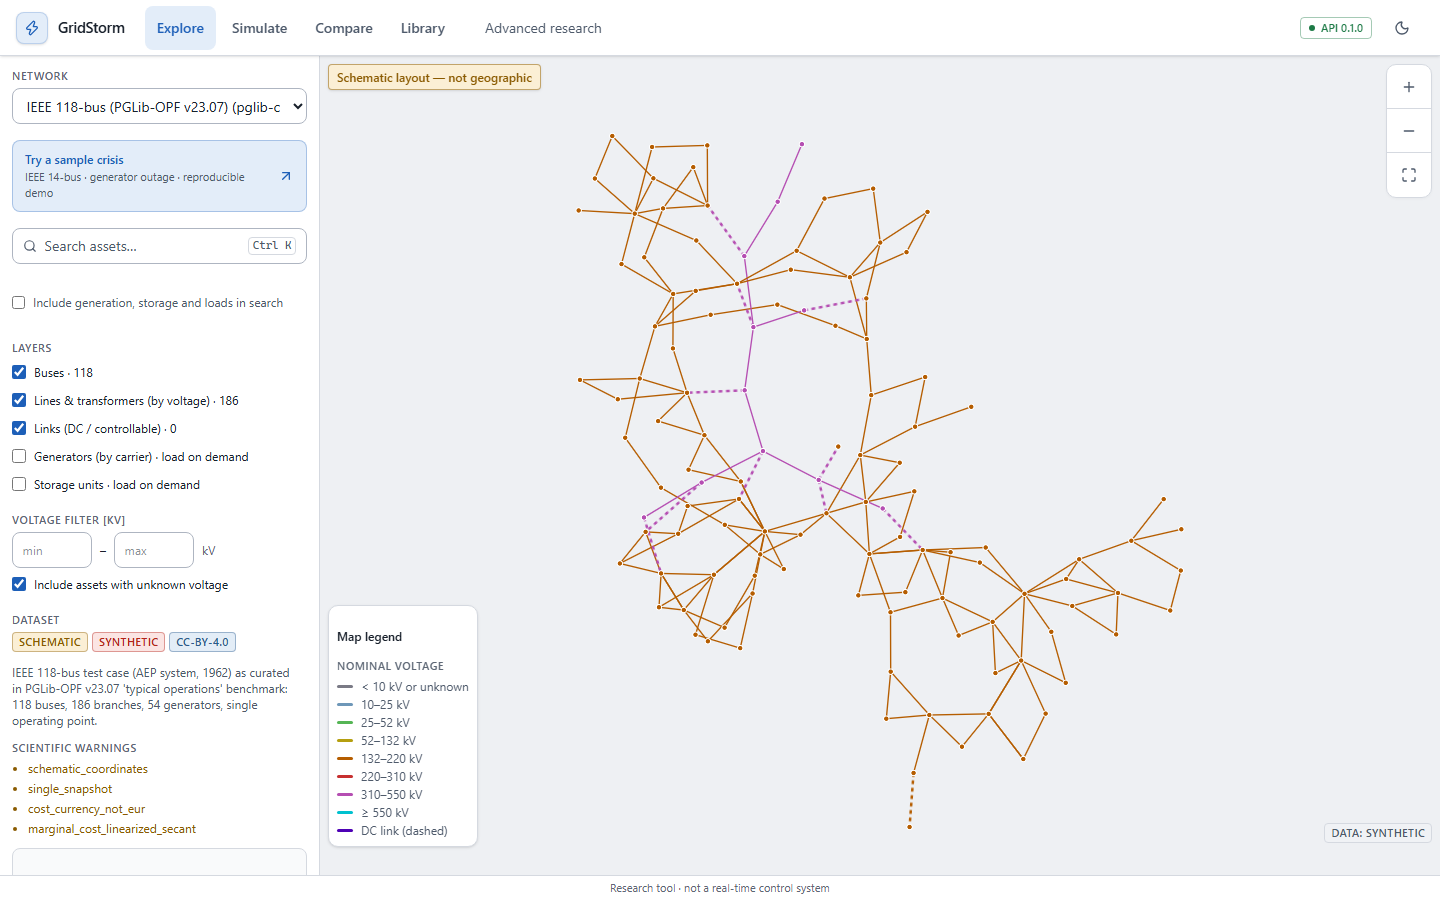 GridStorm
Explore
Simulate
Compare
Library
Advanced research
API 0.1.0
NETWORK
IEEE 118-bus (PGLib-OPF v23.07) (pglib-c
Try a sample crisis
IEEE 14-bus · generator outage · reproducible
demo
Search assets...
Ctrl K
Include generation, storage and loads in search
LAYERS
Buses · 118
Lines & transformers (by voltage) · 186
Links (DC / controllable) · 0
Generators (by carrier) · load on demand
Storage units · load on demand
VOLTAGE FILTER [KV]
min – max kV
Include assets with unknown voltage
DATASET
SCHEMATIC SYNTHETIC CC-BY-4.0
IEEE 118-bus test case (AEP system, 1962) as curated
in PGLib-OPF v23.07 'typical operations' benchmark:
118 buses, 186 branches, 54 generators, single
operating point.
SCIENTIFIC WARNINGS
schematic_coordinates
single_snapshot
cost_currency_not_eur
marginal_cost_linearized_secant
Schematic layout — not geographic
+
−
Map legend
NOMINAL VOLTAGE
< 10 kV or unknown
10–25 kV
25–52 kV
52–132 kV
132–220 kV
220–310 kV
310–550 kV
≥ 550 kV
DC link (dashed)
DATA: SYNTHETIC
Research tool · not a real-time control system